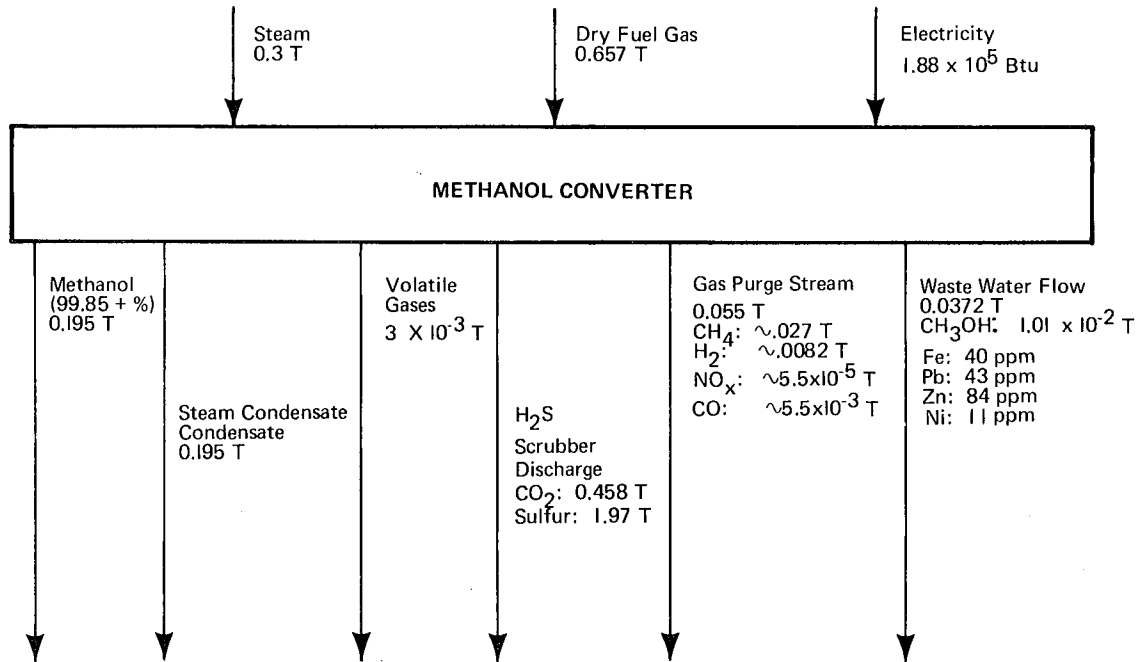 Steam
0.3 T
Dry Fuel Gas
0.657 T
Electricity
1.88 x 10⁵ Btu
METHANOL CONVERTER
Methanol
(99.85 + %)
0.195 T
Steam Condensate
Condensate
0.195 T
Volatile
Gases
3 X 10⁻³ T
H₂S
Scrubber
Discharge
CO₂: 0.458 T
Sulfur: 1.97 T
Gas Purge Stream
0.055 T
CH₄: ~.027 T
H₂: ~.0082 T
NOₓ: ~5.5x10⁻⁵ T
CO: ~5.5x10⁻³ T
Waste Water Flow
0.0372 T
CH₃OH: 1.01 x 10⁻² T
Fe: 40 ppm
Pb: 43 ppm
Zn: 84 ppm
Ni: 11 ppm